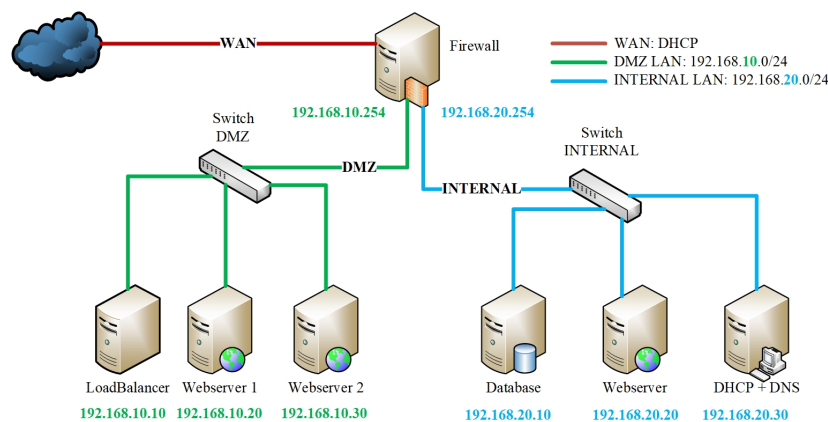 WAN
Firewall
WAN: DHCP
DMZ LAN: 192.168.10.0/24
INTERNAL LAN: 192.168.20.0/24
192.168.10.254
192.168.20.254
Switch
DMZ
Switch
INTERNAL
DMZ
INTERNAL
LoadBalancer
Webserver 1
Webserver 2
Database
Webserver
DHCP + DNS
192.168.10.10
192.168.10.20
192.168.10.30
192.168.20.10
192.168.20.20
192.168.20.30